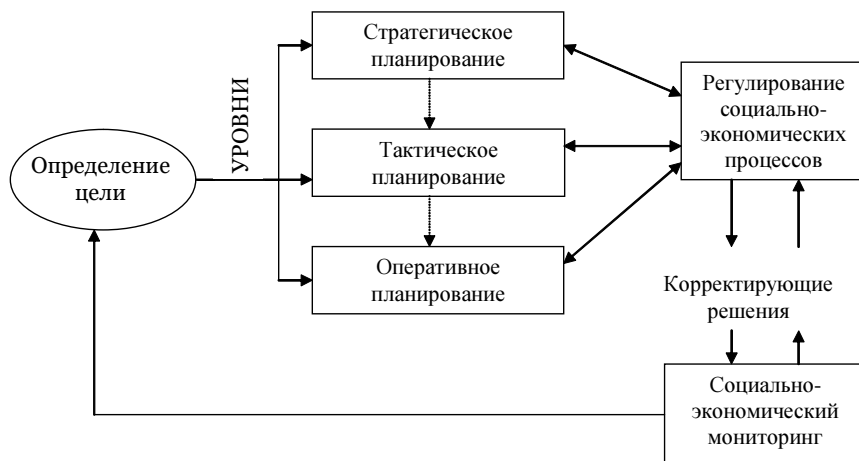 Определение
цели
УРОВНИ
Стратегическое
планирование
Тактическое
планирование
Оперативное
планирование
Регулирование
социально-
экономических
процессов
Корректирующие
решения
Социально-
экономический
мониторинг